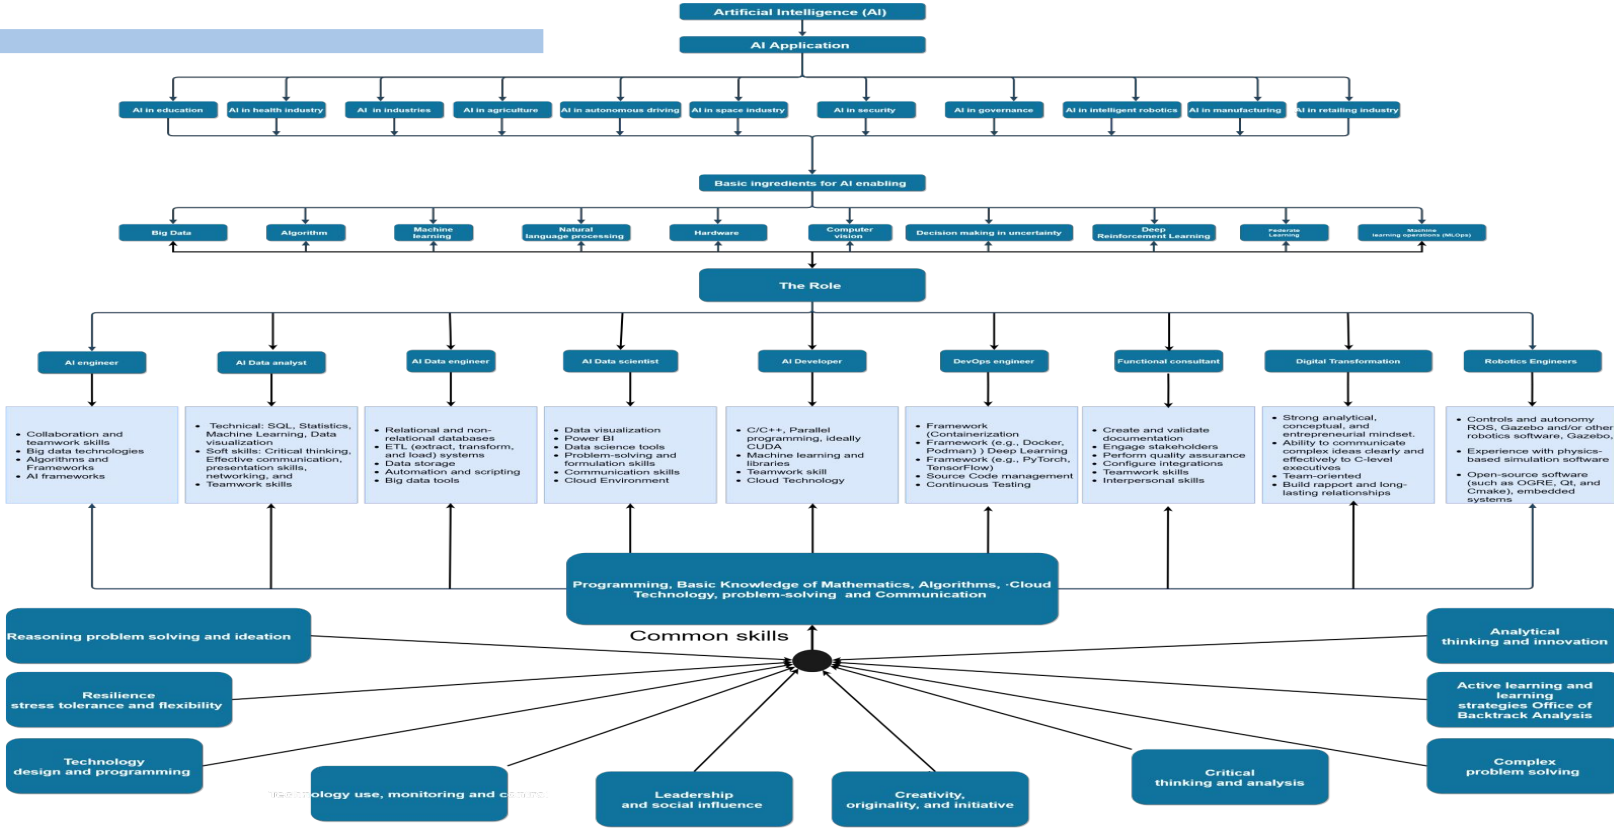 Artificial Intelligence (AI)
AI Application
AI in education
AI in health industry
AI in industries
AI in agriculture
AI in autonomous driving
AI in space industry
AI in security
AI in governance
AI in intelligent robotics
AI in manufacturing
AI in retailing industry
Basic ingredients for AI enabling
Big Data
Algorithm
Machine
learning
Natural
language processing
Hardware
Computer
vision
Decision making in uncertainty
Deep
Reinforcement Learning
Federate
Learning
Machine
learning operations (MLOps)
The Role
AI engineer
AI Data analyst
AI Data engineer
AI Data scientist
AI Developer
DevOps engineer
Functional consultant
Digital Transformation
Robotics Engineers
• Collaboration and
teamwork skills
• Big data technologies
• Algorithms and
Frameworks
• AI frameworks
• Technical: SQL, Statistics,
Machine Learning, Data
visualization
• Soft skills: Critical thinking,
Effective communication,
presentation skills,
networking, and
• Teamwork skills
• Relational and non-
relational databases
• ETL (extract, transform,
and load) systems
• Data storage
• Automation and scripting
• Big data tools
• Data visualization
• Power BI
• Data science tools
• Problem-solving and
formulation skills
• Communication skills
• Cloud Environment
• C/C++, Parallel
programming, ideally
CUDA
• Machine learning and
libraries
• Teamwork skill
• Cloud Technology
• Framework
(Containerization
• Framework (e.g., Docker,
Podman) ) Deep Learning
• Framework (e.g., PyTorch,
TensorFlow)
• Source Code management
• Continuous Testing
• Create and validate
documentation
• Engage stakeholders
• Perform quality assurance
• Configure integrations
• Teamwork skills
• Interpersonal skills
• Strong analytical,
conceptual, and
entrepreneurial mindset.
• Ability to communicate
complex ideas clearly and
effectively to C-level
executives
• Team-oriented
• Build rapport and long-
lasting relationships
• Controls and autonomy
ROS, Gazebo and/or other
robotics software, Gazebo,
• Experience with physics-
based simulation software
• Open-source software
(such as OGRE, Qt, and
Cmake), embedded
systems
Programming, Basic Knowledge of Mathematics, Algorithms, ·Cloud
Technology, problem-solving and Communication
Common skills
Reasoning problem solving and ideation
Analytical
thinking and innovation
Resilience
stress tolerance and flexibility
Active learning and
learning
strategies Office of
Backtrack Analysis
Technology
design and programming
Complex
problem solving
Technology use, monitoring and
Leadership
and social influence
Creativity,
originality, and initiative
Critical
thinking and analysis